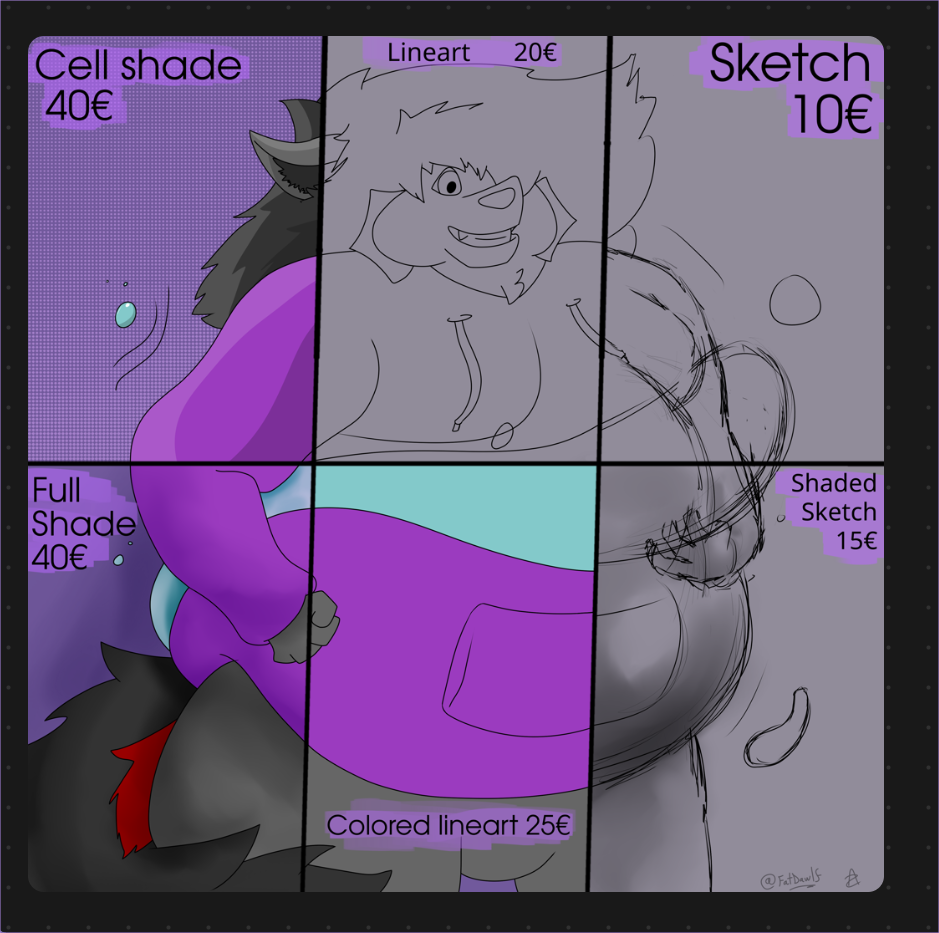 Cell shade
40€
Lineart 20€
Sketch
10€
Full
Shade
40€
Colored lineart 25€
Shaded
Sketch
15€